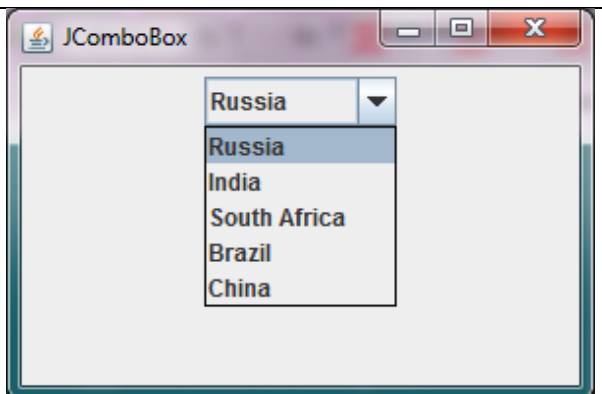 JComboBox
Russia
Russia
India
South Africa
Brazil
China